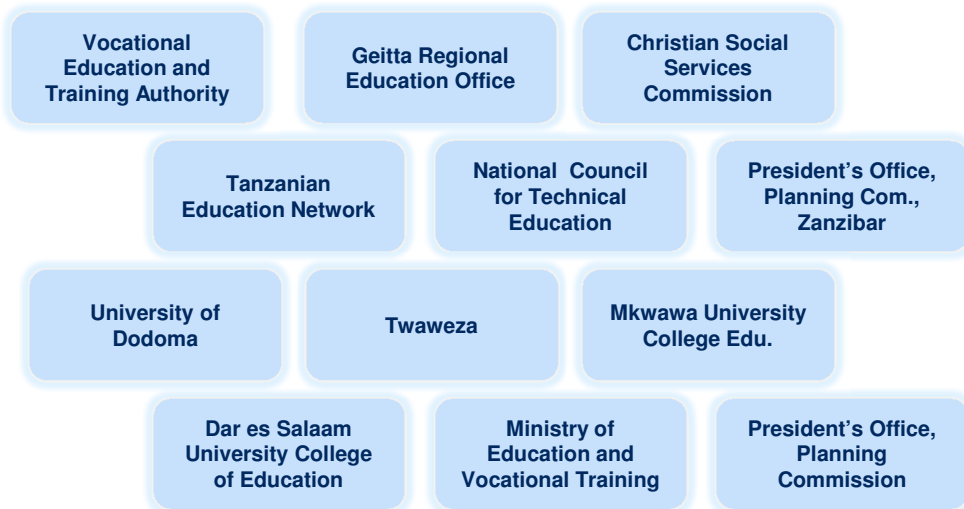 Vocational
Education and
Training Authority
Geitta Regional
Education Office
Christian Social
Services
Commission
Tanzanian
Education Network
National  Council
for Technical
Education
President’s Office,
Planning Com.,
Zanzibar
University of
Dodoma
Twaweza
Mkwawa University
College Edu.
Dar es Salaam
University College
of Education
Ministry of
Education and
Vocational Training
President’s Office,
Planning
Commission